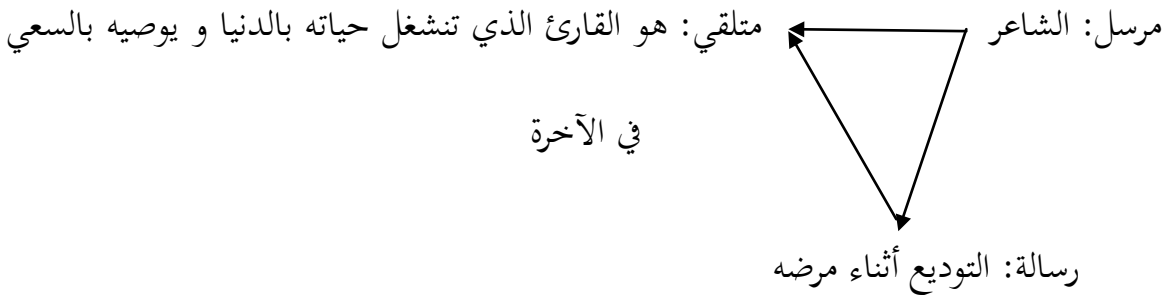 مرسل: الشاعر متلقي: هو القارئ الذي تنشغل حياته بالدنيا و يوصيه بالسعي
في الآخرة
رسالة: التوديع أثناء مرضه